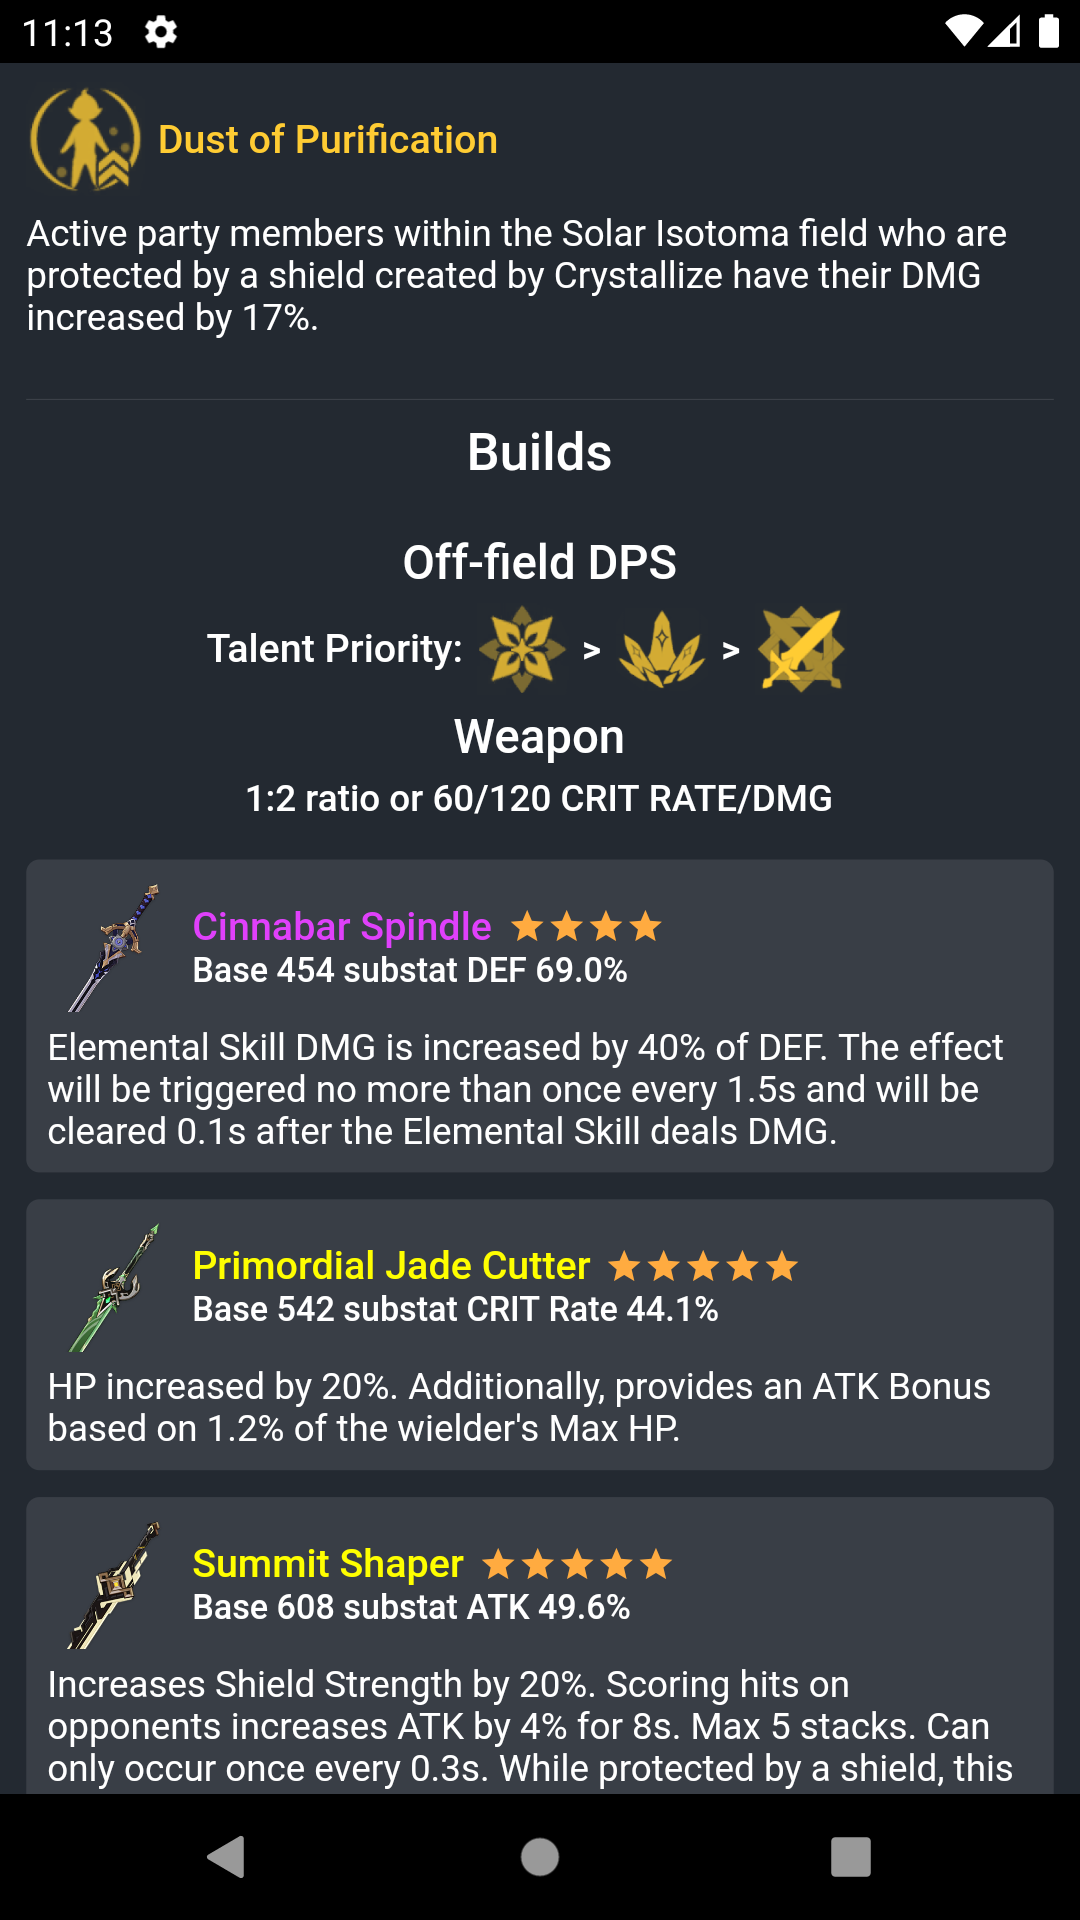 11:13
Dust of Purification
Active party members within the Solar Isotoma field who are
protected by a shield created by Crystallize have their DMG
increased by 17%.
Builds
Off-field DPS
Talent Priority: > >
Weapon
1:2 ratio or 60/120 CRIT RATE/DMG
Cinnabar Spindle
Base 454 substat DEF 69.0%
Elemental Skill DMG is increased by 40% of DEF. The effect
will be triggered no more than once every 1.5s and will be
cleared 0.1s after the Elemental Skill deals DMG.
Primordial Jade Cutter
Base 542 substat CRIT Rate 44.1%
HP increased by 20%. Additionally, provides an ATK Bonus
based on 1.2% of the wielder's Max HP.
Summit Shaper
Base 608 substat ATK 49.6%
Increases Shield Strength by 20%. Scoring hits on
opponents increases ATK by 4% for 8s. Max 5 stacks. Can
only occur once every 0.3s. While protected by a shield, this